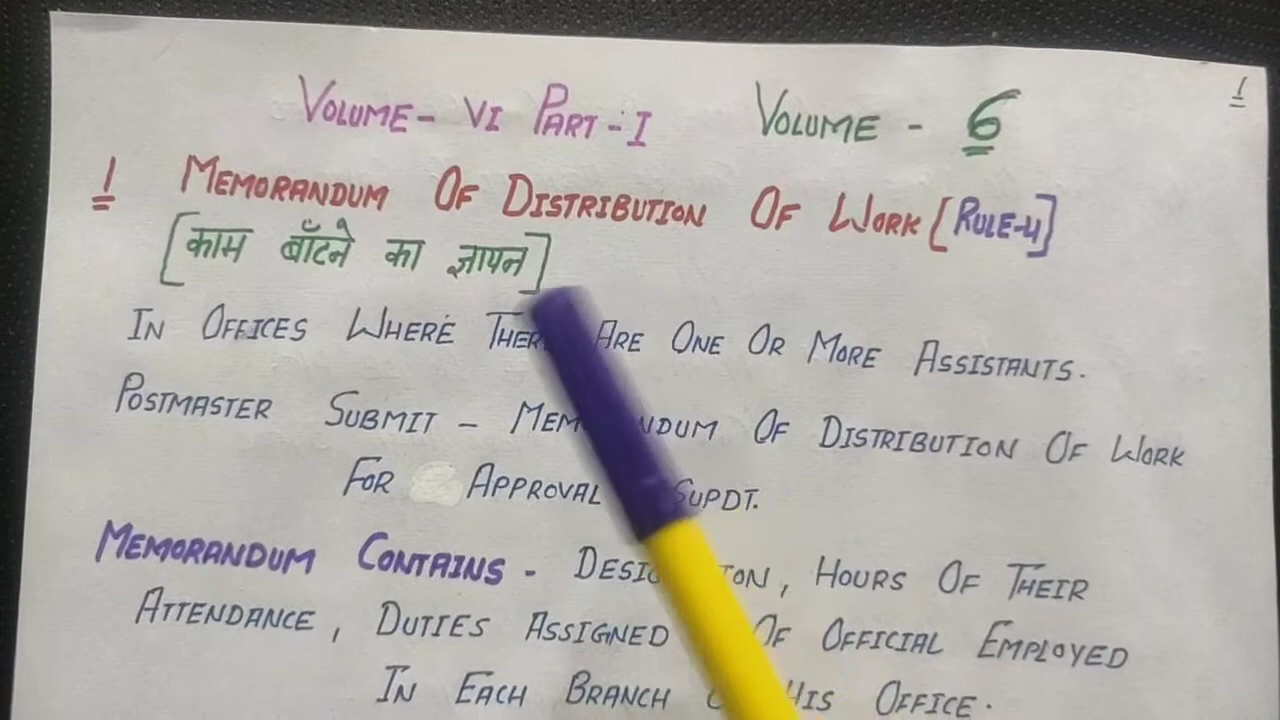 1
VOLUME- VI PART-I VOLUME - 6
1 MEMORANDUM OF DISTRIBUTION OF WORK [RULE-4]
[काम बाँटने का ज्ञापन]
IN OFFICES WHERE THERE ARE ONE OR MORE ASSISTANTS.
POSTMASTER SUBMIT - MEMORANDUM OF DISTRIBUTION OF WORK
FOR APPROVAL SUPDT.
MEMORANDUM CONTAINS - DESIGNATION, HOURS OF THEIR
ATTENDANCE, DUTIES ASSIGNED OF OFFICIAL EMPLOYED
IN EACH BRANCH HIS OFFICE.